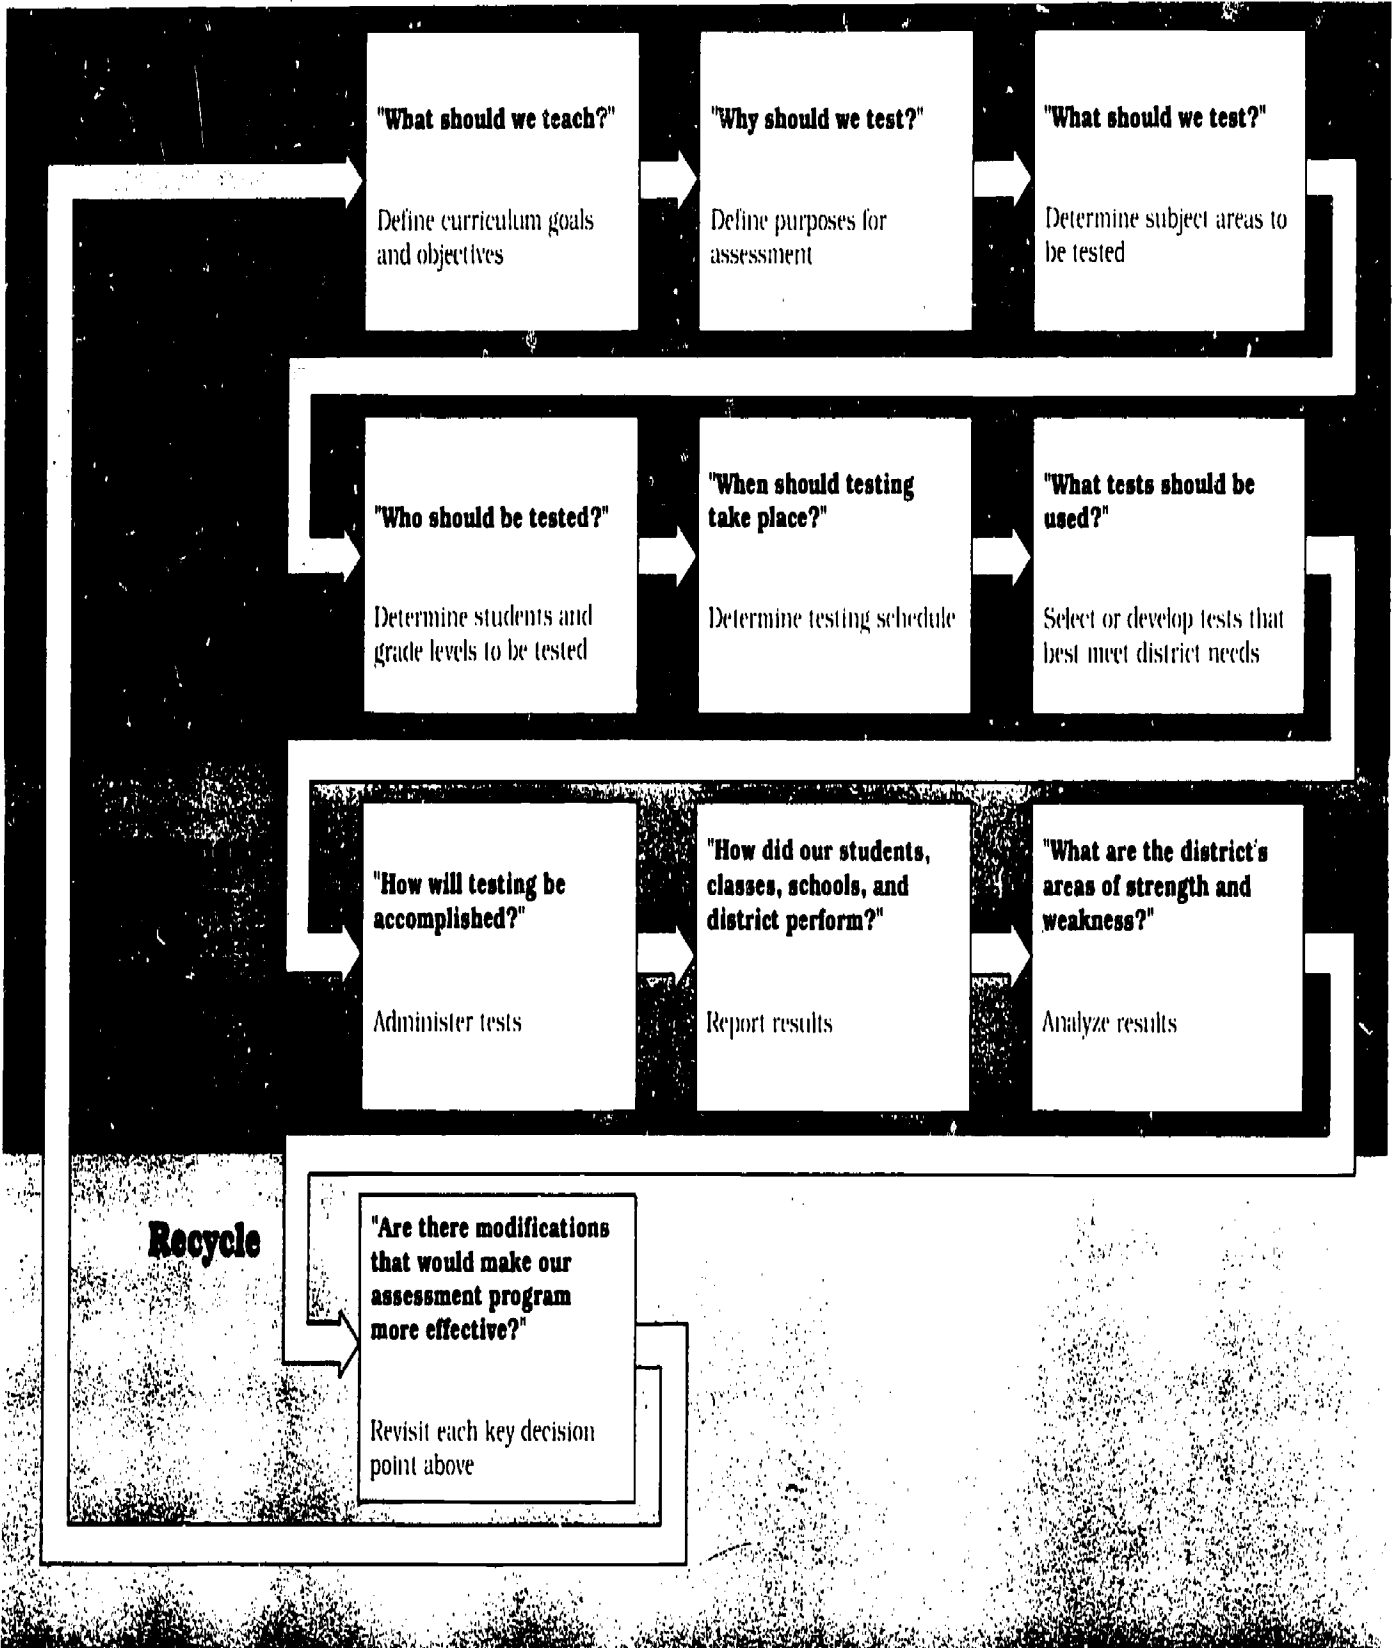 "What should we teach?"
Define curriculum goals
and objectives
"Why should we test?"
Define purposes for
assessment
"What should we test?"
Determine subject areas to
be tested
"Who should be tested?"
Determine students and
grade levels to be tested
"When should testing
take place?"
Determine testing schedule
"What tests should be
used?"
Select or develop tests that
best meet district needs
"How will testing be
accomplished?"
Administer tests
"How did our students,
classes, schools, and
district perform?"
Report results
"What are the district's
areas of strength and
weakness?"
Analyze results
Recycle
"Are there modifications
that would make our
assessment program
more effective?"
Revisit each key decision
point above